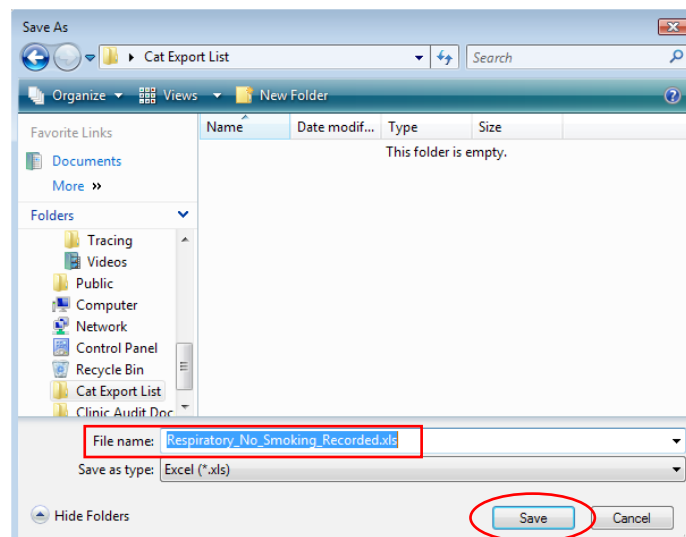 Save As
Cat Export List
Search
Organize Views New Folder
Favorite Links
Documents
More »
Folders
Tracing
Videos
Public
Computer
Network
Control Panel
Recycle Bin
Cat Export List
Clinic Audit Doc
Name Date modif... Type Size
This folder is empty.
File name: Respiratory_No_Smoking_Recorded.xls
Save as type: Excel (*.xls)
Hide Folders
Save
Cancel